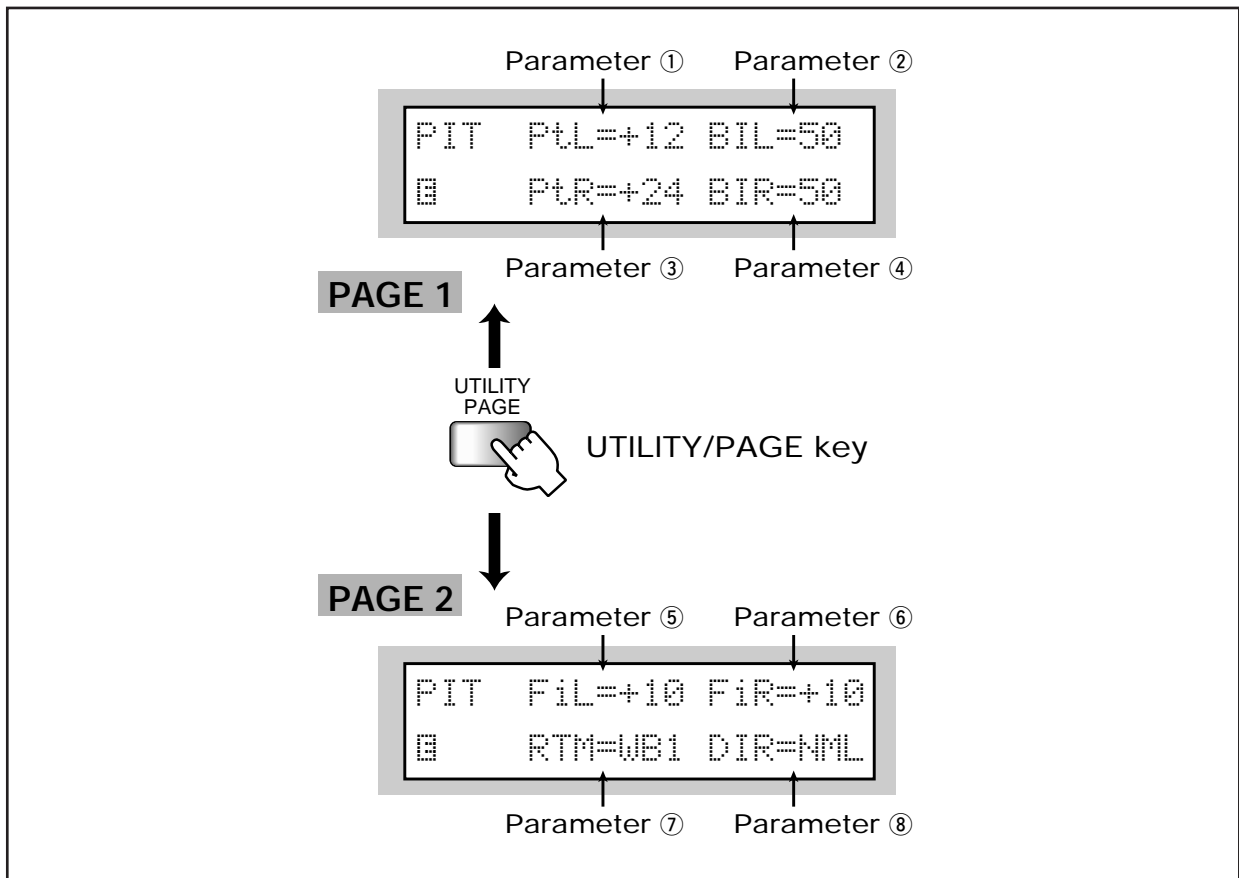 Parameter ① Parameter ②
PIT PtL=+12 BIL=50
PtR=+24 BIR=50
Parameter ③ Parameter ④
PAGE 1
UTILITY
PAGE
UTILITY/PAGE key
PAGE 2
Parameter ⑤ Parameter ⑥
PIT FiL=+10 FiR=+10
RTM=WB1 DIR=NML
Parameter ⑦ Parameter ⑧